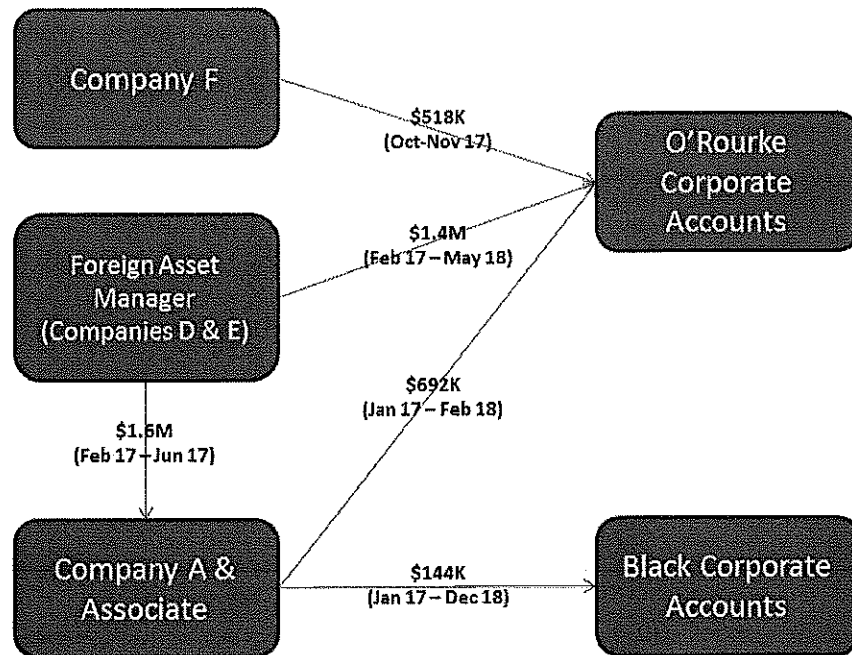 Company F
$518K
(Oct-Nov 17)
O'Rourke
Corporate
Accounts
Foreign Asset
Manager
(Companies D & E)
$1.4M
(Feb 17 – May 18)
$692K
(Jan 17 – Feb 18)
$1.6M
(Feb 17 – Jun 17)
Company A &
Associate
$144K
(Jan 17 – Dec 18)
Black Corporate
Accounts